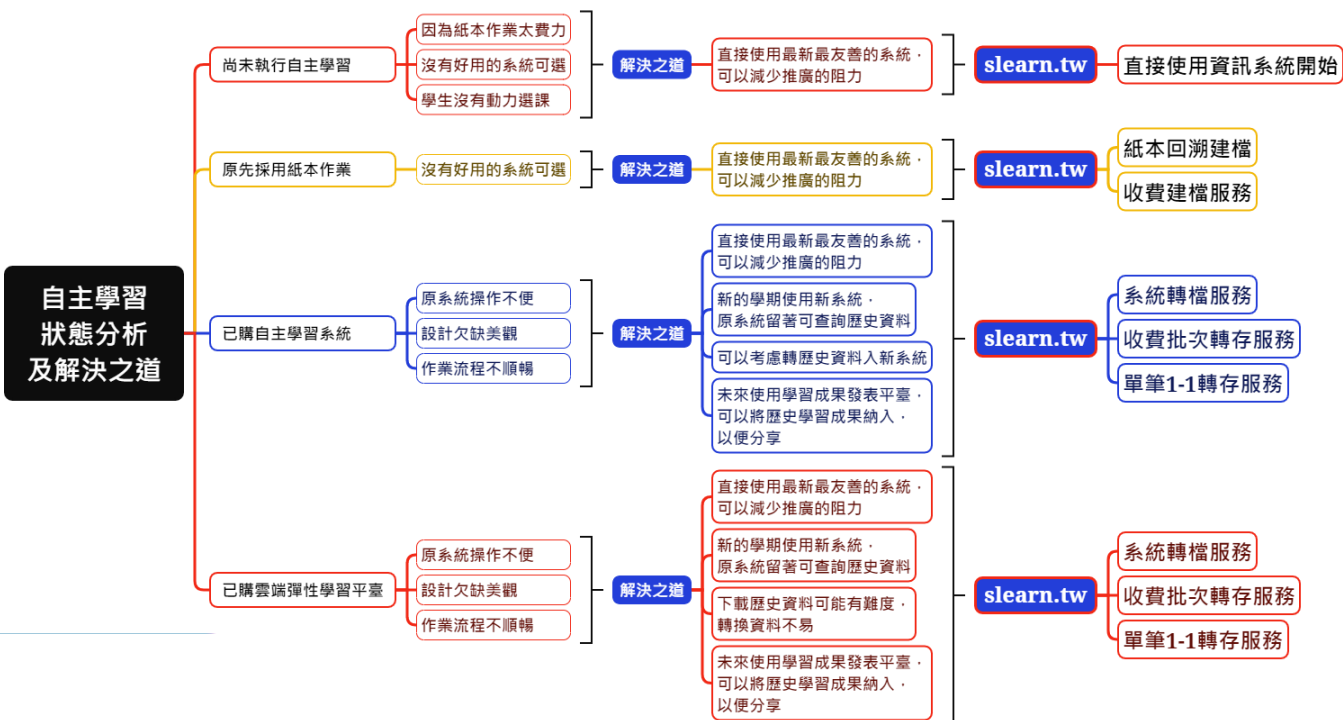 自主學習
狀態分析
及解決之道
尚未執行自主學習
因為紙本作業太費力
沒有好用的系統可選
學生沒有動力選課
解決之道
直接使用最新最友善的系統，
可以減少推廣的阻力
slearn.tw
直接使用資訊系統開始
原先採用紙本作業
沒有好用的系統可選
解決之道
直接使用最新最友善的系統，
可以減少推廣的阻力
slearn.tw
紙本回溯建檔
收費建檔服務
已購自主學習系統
原系統操作不便
設計欠缺美觀
作業流程不順暢
解決之道
直接使用最新最友善的系統，
可以減少推廣的阻力
新的學期使用新系統，
原系統留著可查詢歷史資料
可以考慮轉歷史資料入新系統
未來使用學習成果發表平臺，
可以將歷史學習成果納入，
以便分享
slearn.tw
系統轉檔服務
收費批次轉存服務
單筆1-1轉存服務
已購雲端彈性學習平臺
原系統操作不便
設計欠缺美觀
作業流程不順暢
解決之道
直接使用最新最友善的系統，
可以減少推廣的阻力
新的學期使用新系統，
原系統留著可查詢歷史資料
下載歷史資料可能有難度，
轉換資料不易
未來使用學習成果發表平臺，
可以將歷史學習成果納入，
以便分享
slearn.tw
系統轉檔服務
收費批次轉存服務
單筆1-1轉存服務